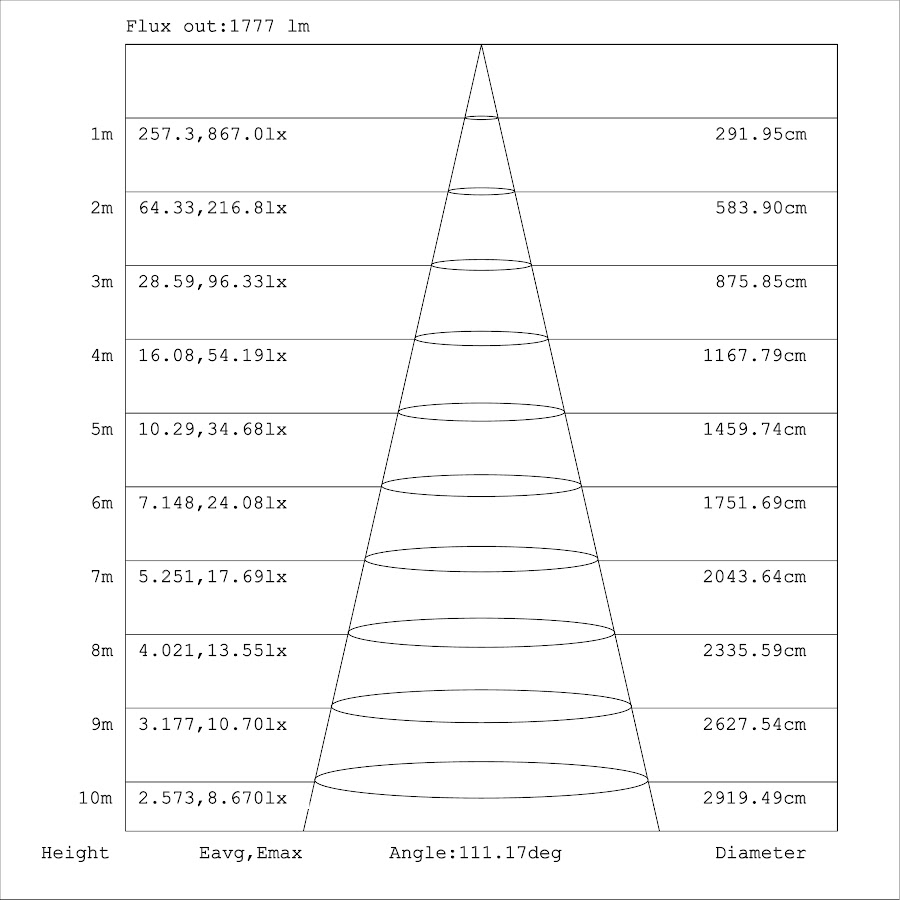 Flux out:1777 lm
1m 257.3,867.0lx 291.95cm
2m 64.33,216.8lx 583.90cm
3m 28.59,96.33lx 875.85cm
4m 16.08,54.19lx 1167.79cm
5m 10.29,34.68lx 1459.74cm
6m 7.148,24.08lx 1751.69cm
7m 5.251,17.69lx 2043.64cm
8m 4.021,13.55lx 2335.59cm
9m 3.177,10.70lx 2627.54cm
10m 2.573,8.670lx 2919.49cm
Height Eavg,Emax Angle:111.17deg Diameter